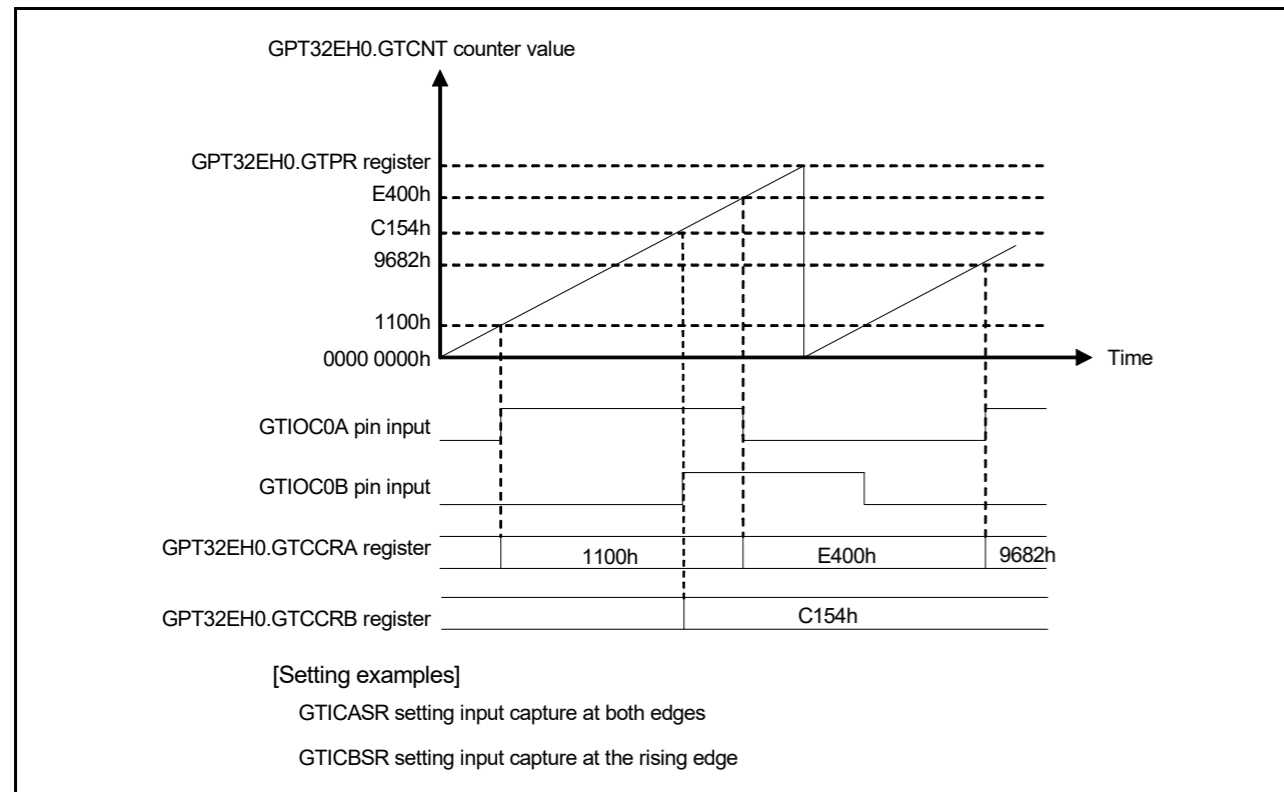 GPT32EH0.GTCNT counter value
GPT32EH0.GTPR register
E400h
C154h
9682h
1100h
0000 0000h
Time
GTIOC0A pin input
GTIOC0B pin input
GPT32EH0.GTCCRA register
1100h
E400h
9682h
GPT32EH0.GTCCRB register
C154h
[Setting examples]
GTICASR setting input capture at both edges
GTICBSR setting input capture at the rising edge